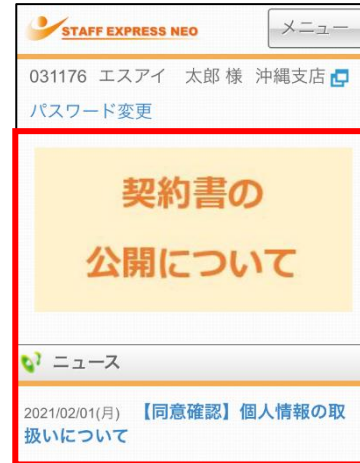 STAFF EXPRESS NEO
メニュー
031176 エスアイ 太郎 様 沖縄支店
パスワード変更
契約書の
公開について
ニュース
2021/02/01(月) 【同意確認】個人情報の取
扱いについて